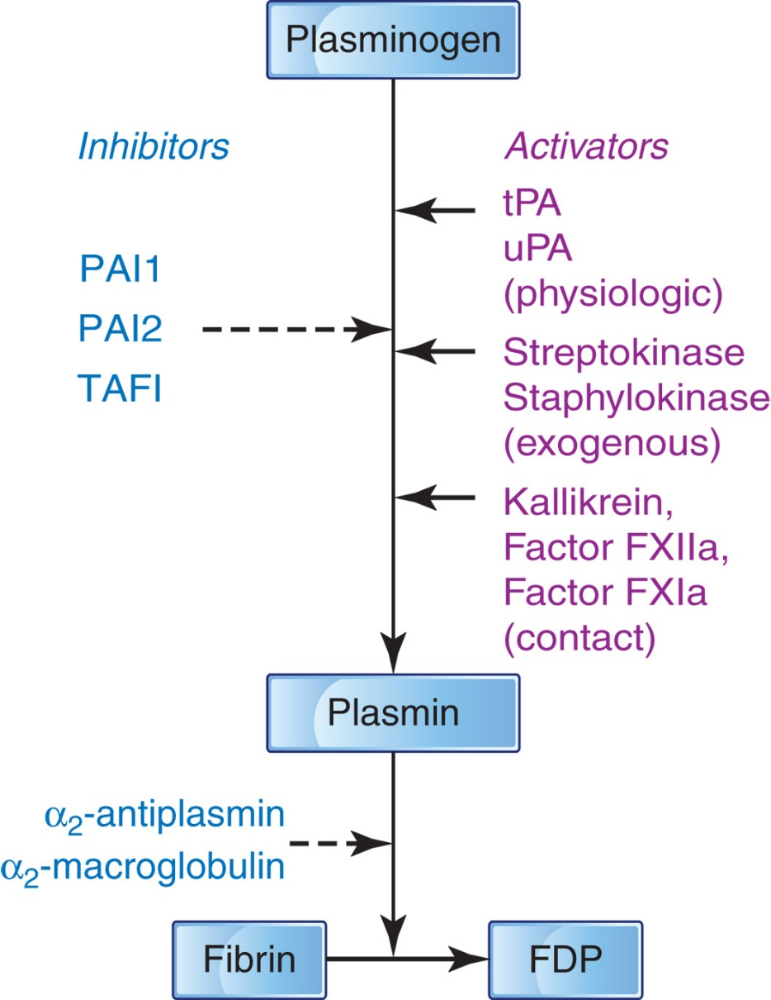 Plasminogen
Inhibitors
Activators
tPA
uPA
(physiologic)
PAI1
PAI2
TAFI
Streptokinase
Staphylokinase
(exogenous)
Kallikrein,
Factor FXIIa,
Factor FXIa
(contact)
Plasmin
α₂-antiplasmin
α₂-macroglobulin
Fibrin
FDP